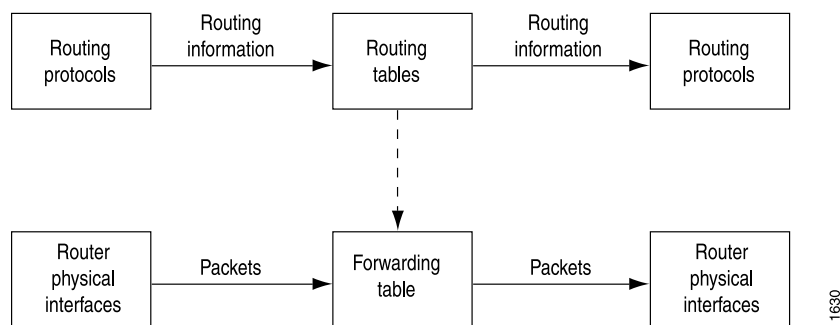 Routing
protocols
Routing
information
Routing
tables
Routing
information
Routing
protocols
Router
physical
interfaces
Packets
Forwarding
table
Packets
Router
physical
interfaces
1630